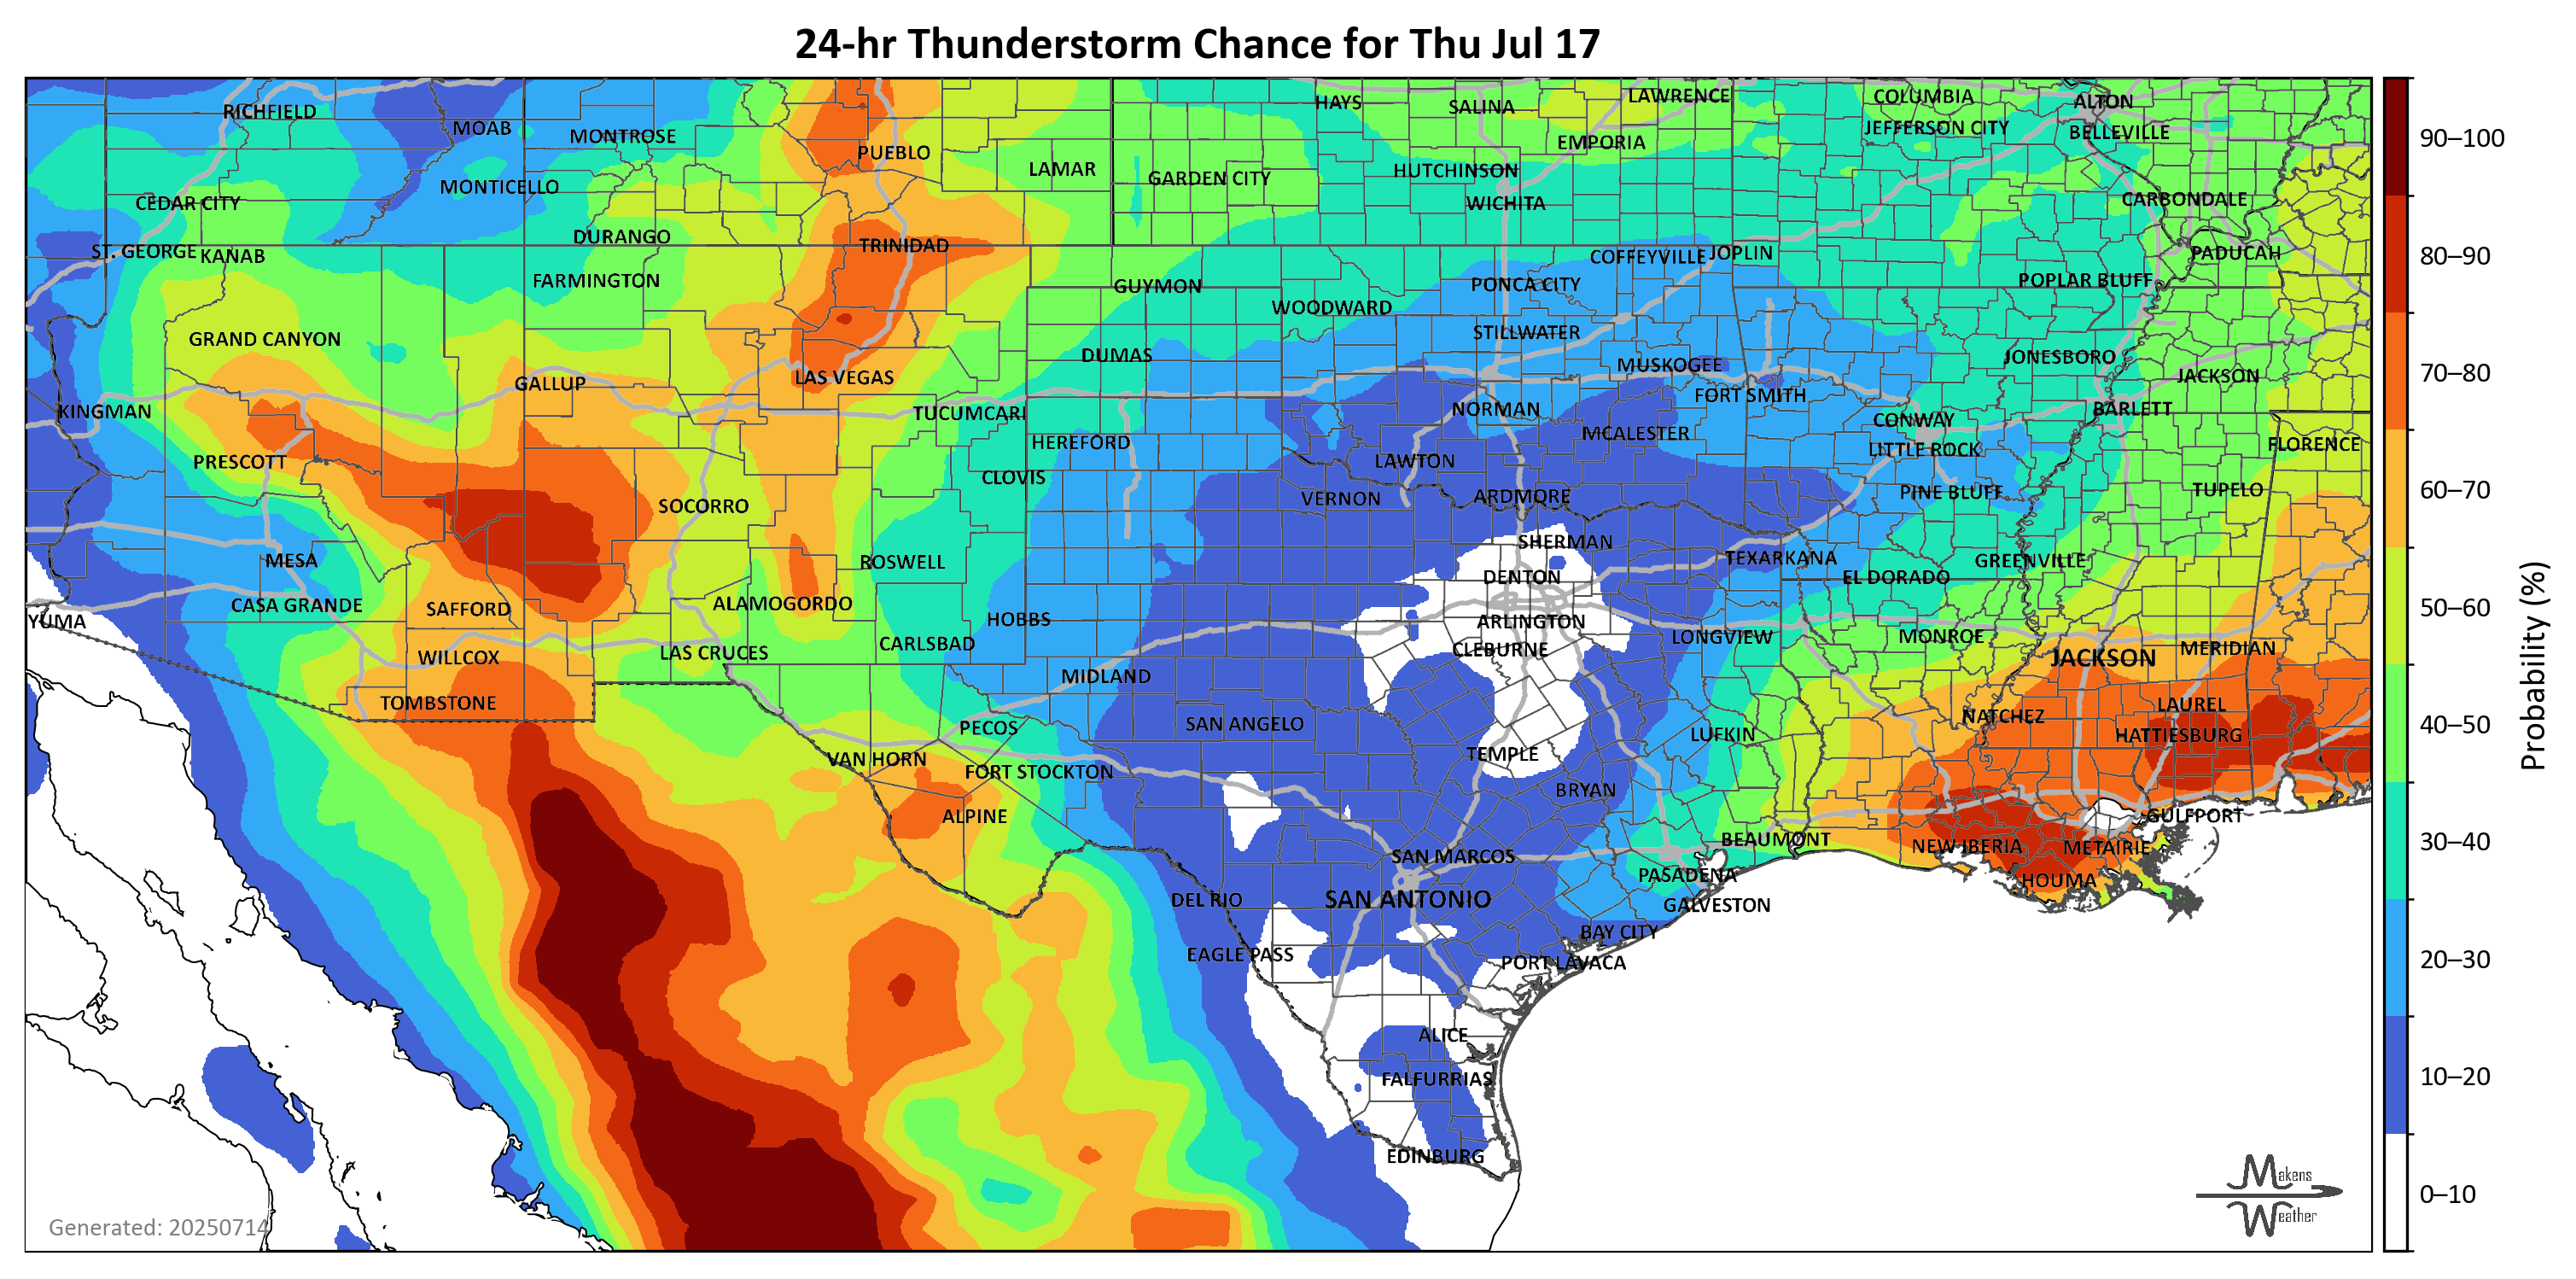 24-hr Thunderstorm Chance for Thu Jul 17
RICHFIELD
MOAB
MONTROSE
PUEBLO
LAMAR
GARDEN CITY
HAYS
SALINA
LAWRENCE
EMPORIA
HUTCHINSON
WICHITA
COLUMBIA
JEFFERSON CITY
ALTON
BELLEVILLE
CARBONDALE
PADUCAH
CEDAR CITY
MONTICELLO
ST. GEORGE
KANAB
DURANGO
TRINIDAD
FARMINGTON
GUYMON
WOODWARD
PONCA CITY
COFFEYVILLE
JOPLIN
POPLAR BLUFF
GRAND CANYON
GALLUP
LAS VEGAS
DUMAS
STILLWATER
MUSKOGEE
JONESBORO
JACKSON
KINGMAN
TUCUMCARI
NORMAN
FORT SMITH
CONWAY
BARLETT
PRESCOTT
HEREFORD
CLOVIS
LAWTON
MCALESTER
LITTLE ROCK
FLORENCE
SOCORRO
VERNON
ARDMORE
PINE BLUFF
TUPELO
MESA
ROSWELL
SHERMAN
TEXARKANA
GREENVILLE
CASA GRANDE
SAFFORD
ALAMOGORDO
DENTON
EL DORADO
YUMA
HOBBS
ARLINGTON
LONGVIEW
MONROE
WILLCOX
LAS CRUCES
CARLSBAD
CLEBURNE
JACKSON
MERIDIAN
TOMBSTONE
MIDLAND
PECOS
SAN ANGELO
LUFKIN
NATCHEZ
LAUREL
HATTIESBURG
VAN HORN
FORT STOCKTON
TEMPLE
BRYAN
ALPINE
BEAUMONT
GULFPORT
SAN MARCOS
NEW IBERIA
METAIRIE
PASADENA
HOUMA
DEL RIO
SAN ANTONIO
GALVESTON
BAY CITY
EAGLE PASS
PORT LAVACA
ALICE
FALFURRIAS
EDINBURG
Generated: 20250714
Makens
Weather
90–100
80–90
70–80
60–70
50–60
40–50
30–40
20–30
10–20
0–10
Probability (%)